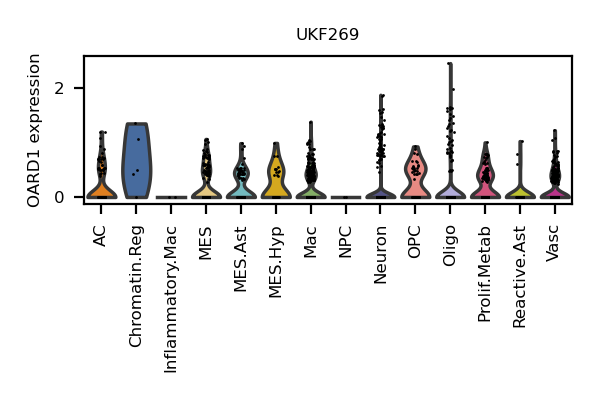 UKF269
OARD1 expression
2
0
AC
Chromatin.Reg
Inflammatory.Mac
MES
MES.Ast
MES.Hyp
Mac
NPC
Neuron
OPC
Oligo
Prolif.Metab
Reactive.Ast
Vasc